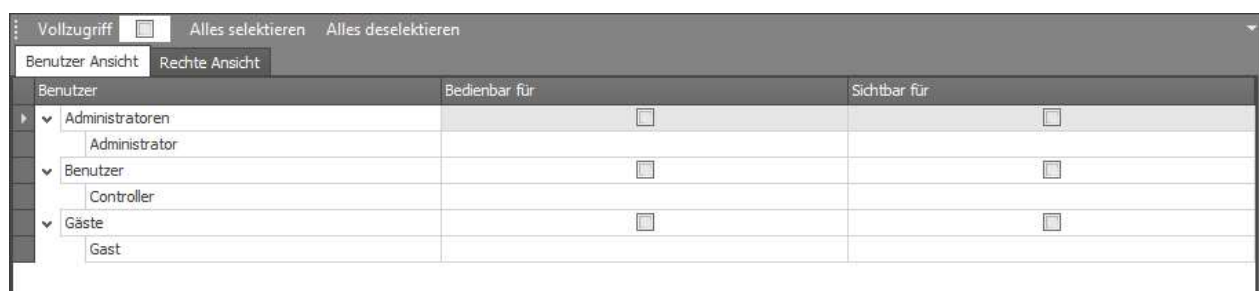 Vollzugriff Alles selektieren Alles deselektieren
Benutzer Ansicht Rechte Ansicht
Benutzer Bedienbar für Sichtbar für
Administratoren
Administrator
Benutzer
Controller
Gäste
Gast